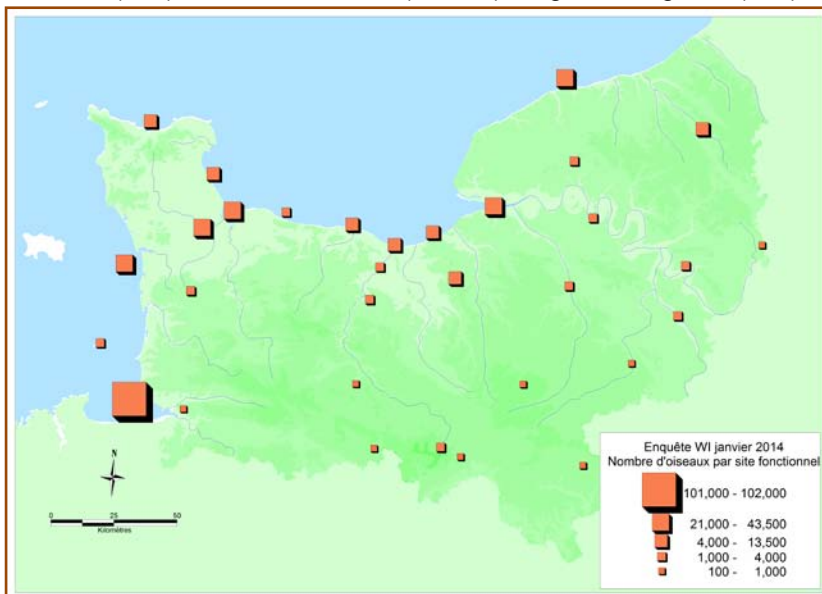 N
0
25
50
Kilomètres
Enquête WI janvier 2014
Nombre d'oiseaux par site fonctionnel
101,000 - 102,000
21,000 - 43,500
4,000 - 13,500
1,000 - 4,000
100 - 1,000